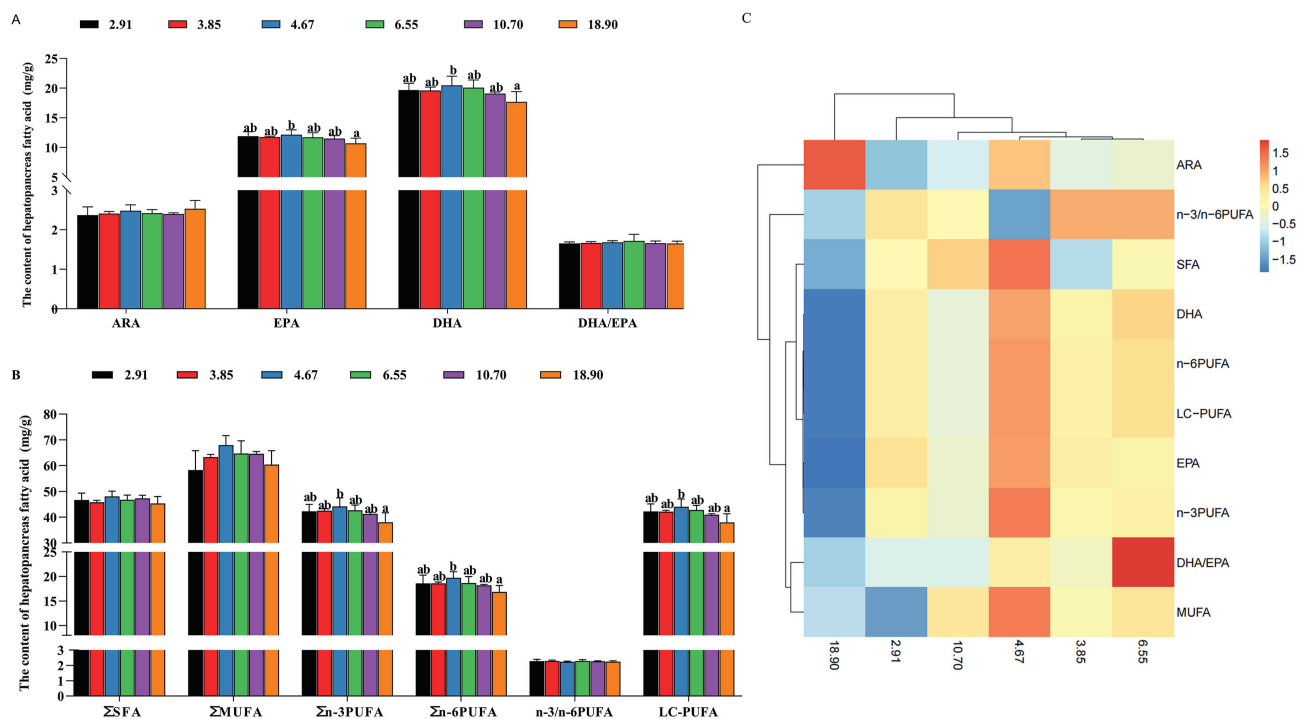 A
2.91 3.85 4.67 6.55 10.70 18.90
The content of hepatopancreas fatty acid (mg/g)
25
20
15
10
5
3
2
1
0
ab ab b ab ab a
ab ab b ab ab a
ARA EPA DHA DHA/EPA
B
2.91 3.85 4.67 6.55 10.70 18.90
The content of hepatopancreas fatty acid (mg/g)
80
70
60
50
40
30
25
20
15
10
3
2
1
0
ab ab b ab ab a
ab ab b ab ab a
ab ab b ab ab a
ΣSFA ΣMUFA Σn-3PUFA Σn-6PUFA n-3/n-6PUFA LC-PUFA
C
ARA
n-3/n-6PUFA
SFA
DHA
n-6PUFA
LC-PUFA
EPA
n-3PUFA
DHA/EPA
MUFA
18.90 2.91 10.70 4.67 3.85 6.55
1.5
1
0.5
0
-0.5
-1
-1.5